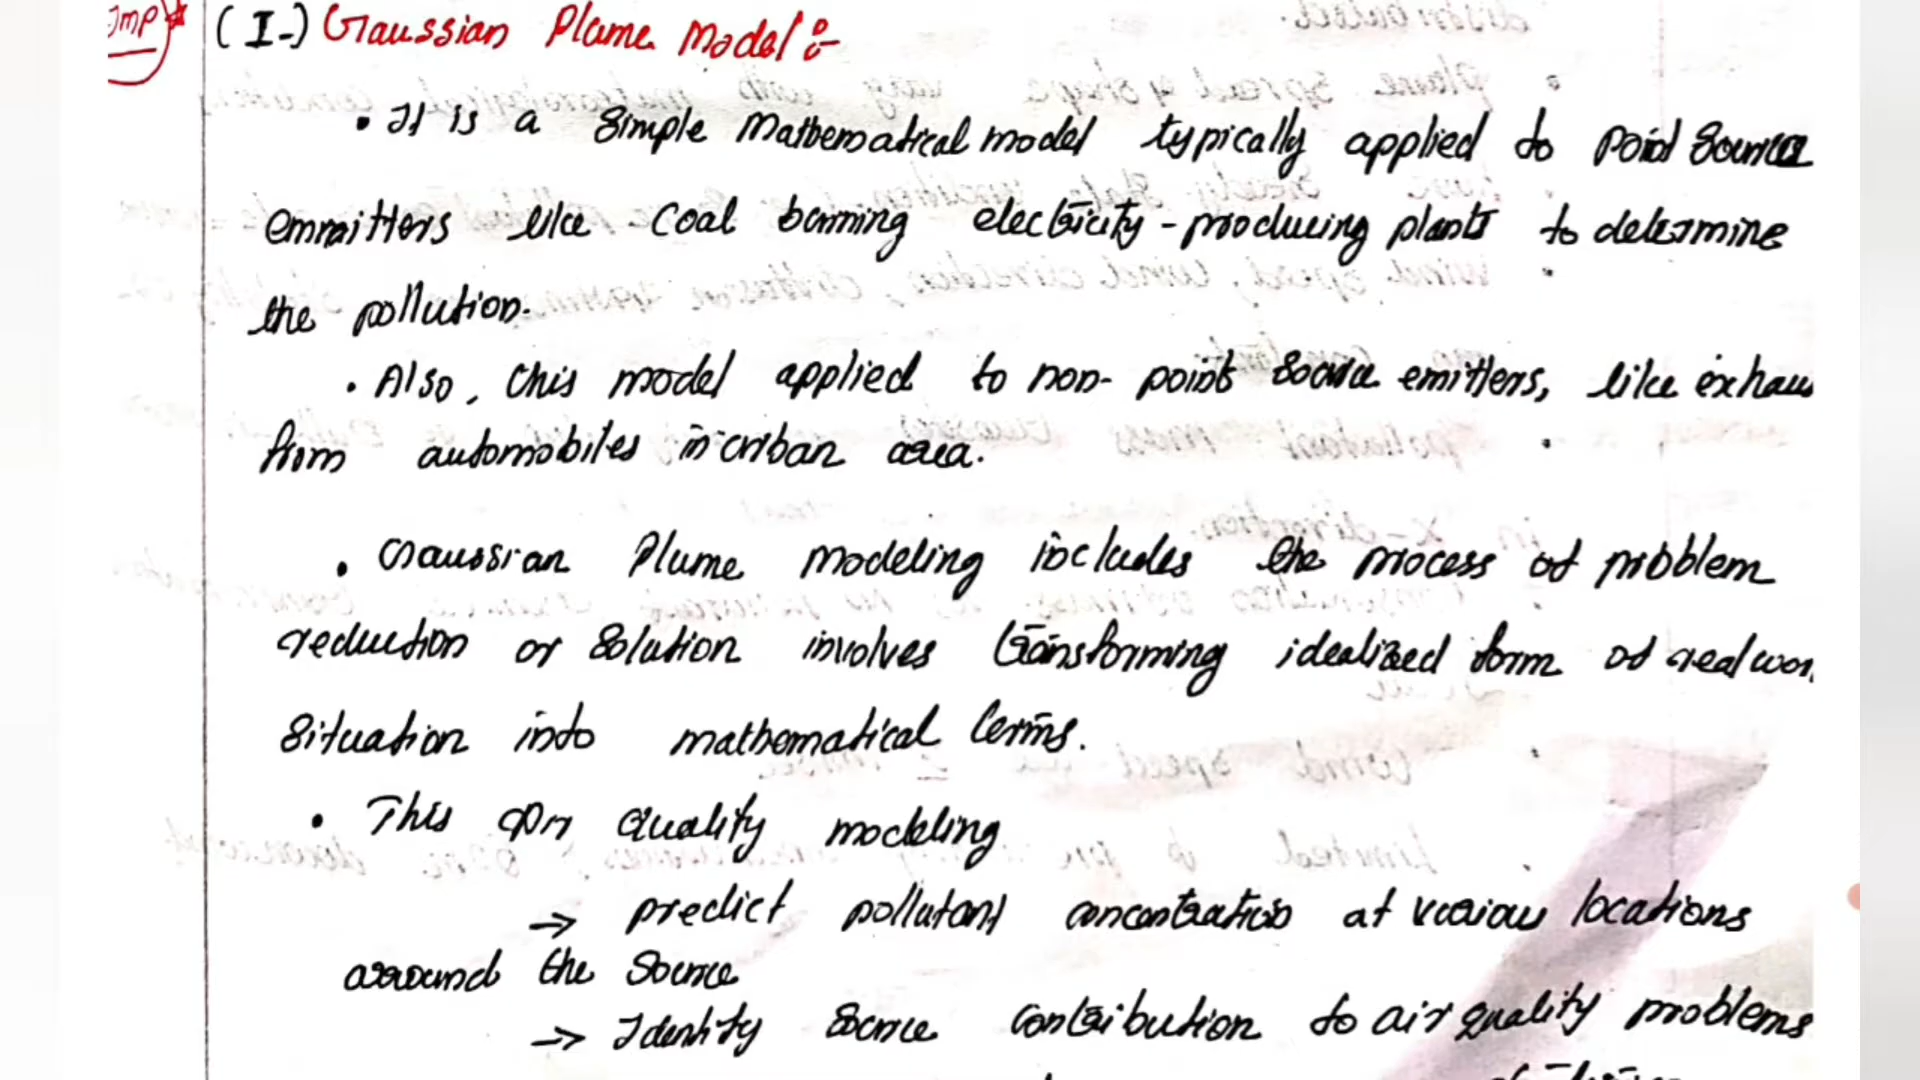 Imp
(I.) Gaussian Plume Model :-
• It is a simple mathematical model typically applied to point source
emmitters like coal burning electricity - producing plants to determine
the pollution.
• Also, this model applied to non- point source emitters, like exhaus
from automobiles in urban area.
• Gaussian Plume modeling includes the process of problem
reduction or solution involves transforming idealized form of real wor
situation into mathematical terms.
• This air quality modeling
→ predict pollutant concentration at various locations
around the source
→ Identity source contribution to air quality problems